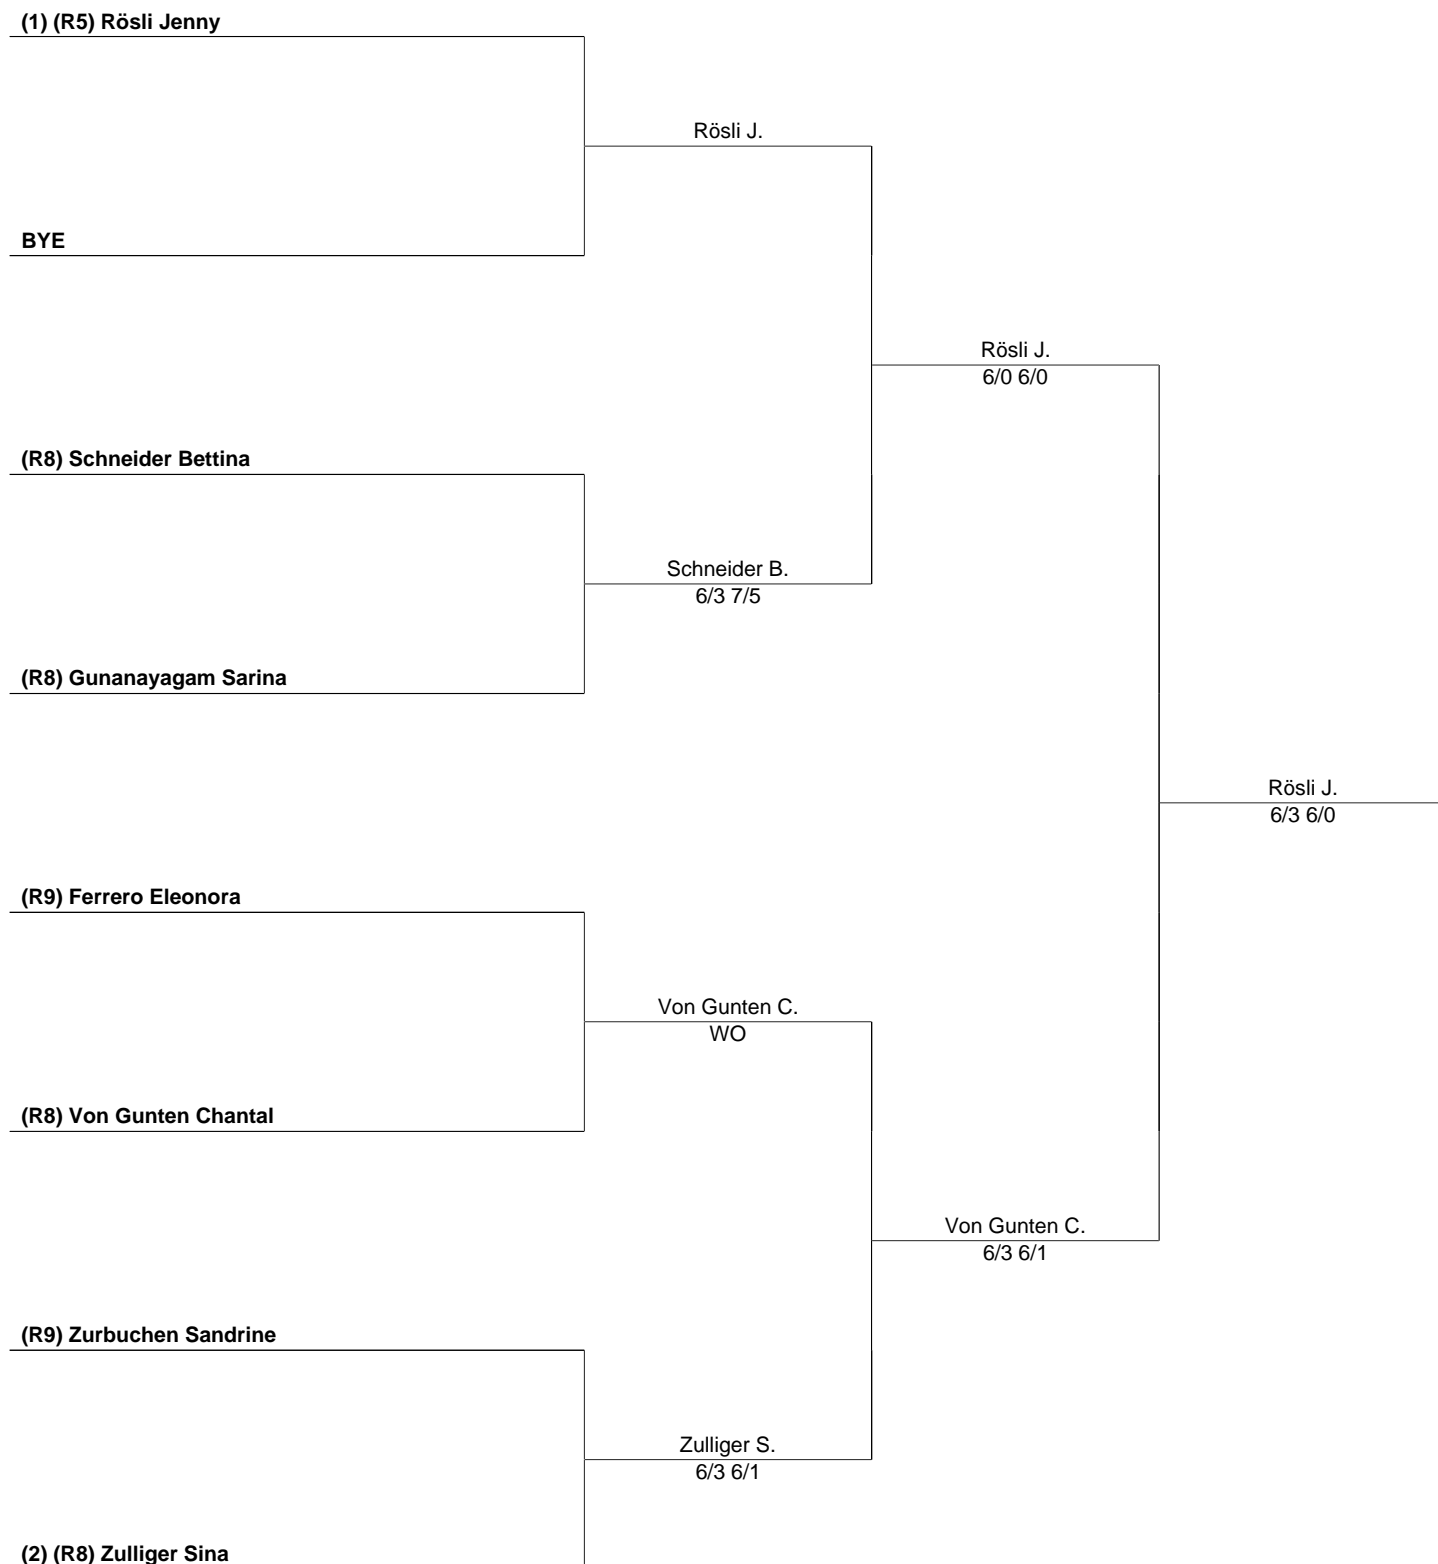 (1) (R5) Rösli Jenny
Rösli J.
BYE
Rösli J.
6/0 6/0
(R8) Schneider Bettina
Schneider B.
6/3 7/5
(R8) Gunanayagam Sarina
Rösli J.
6/3 6/0
(R9) Ferrero Eleonora
Von Gunten C.
WO
(R8) Von Gunten Chantal
Von Gunten C.
6/3 6/1
(R9) Zurbuchen Sandrine
Zulliger S.
6/3 6/1
(2) (R8) Zulliger Sina